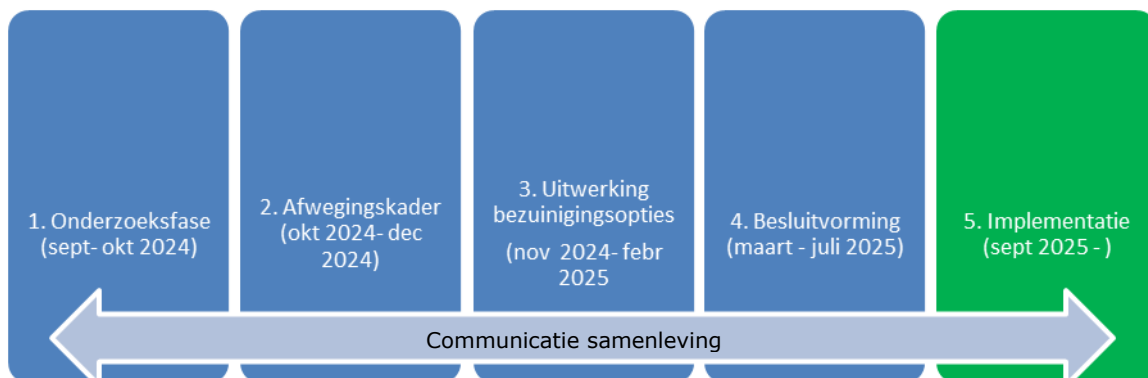 1. Onderzoeksfase
(sept- okt 2024)
2. Afwegingskader
(okt 2024- dec
2024)
3. Uitwerking
bezuinigingsopties
(nov  2024- febr
2025
4. Besluitvorming
(maart - juli 2025)
5. Implementatie
(sept 2025 - )
Communicatie samenleving